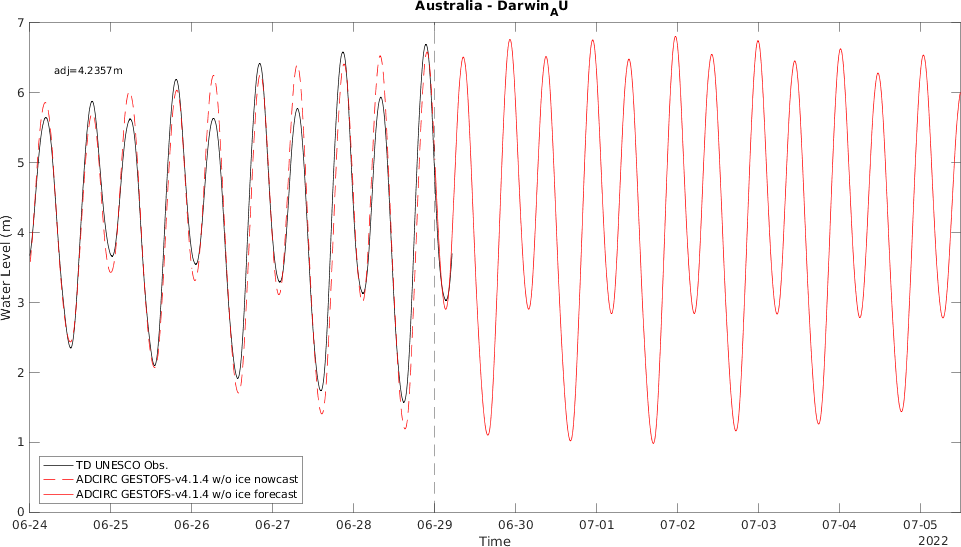 Australia - Darwin_AU
7
adj=4.2357m
6
5
4
Water Level (m)
3
2
1
TD UNESCO Obs.
ADCIRC GESTOFS-v4.1.4 w/o ice nowcast
ADCIRC GESTOFS-v4.1.4 w/o ice forecast
0
06-24 06-25 06-26 06-27 06-28 06-29 06-30 07-01 07-02 07-03 07-04 07-05
Time
2022